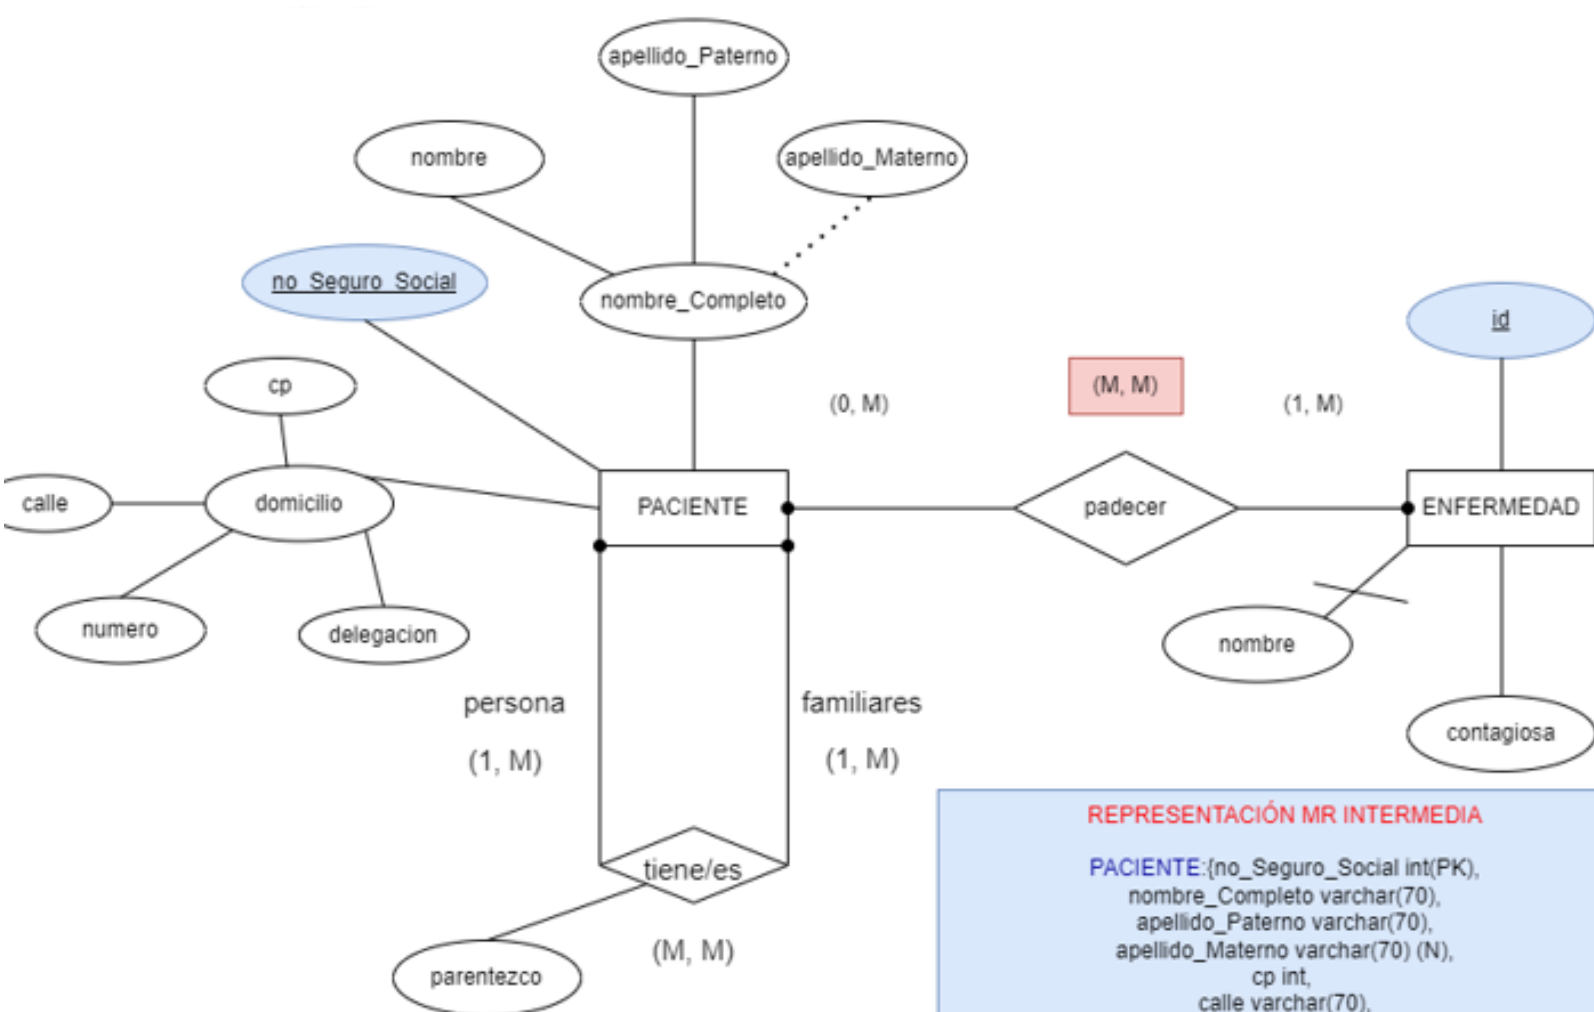 apellido_Paterno
nombre
apellido_Materno
no_Seguro_Social
nombre_Completo
id
cp
(0, M)
(M, M)
(1, M)
calle
domicilio
PACIENTE
padecer
ENFERMEDAD
numero
delegacion
nombre
persona
familiares
(1, M)
(1, M)
contagiosa
tiene/es
(M, M)
parentezco
REPRESENTACIÓN MR INTERMEDIA
PACIENTE:{no_Seguro_Social int(PK),
nombre_Completo varchar(70),
apellido_Paterno varchar(70),
apellido_Materno varchar(70) (N),
cp int,
calle varchar(70),